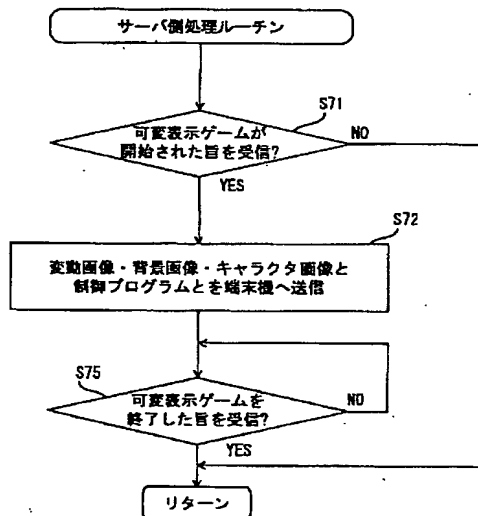 サーバ側処理ルーチン
S71
可変表示ゲームが
開始された旨を受信?
NO
YES
S72
変動画像・背景画像・キャラクタ画像と
制御プログラムとを端末機へ送信
S75
可変表示ゲームを
終了した旨を受信?
NO
YES
リターン